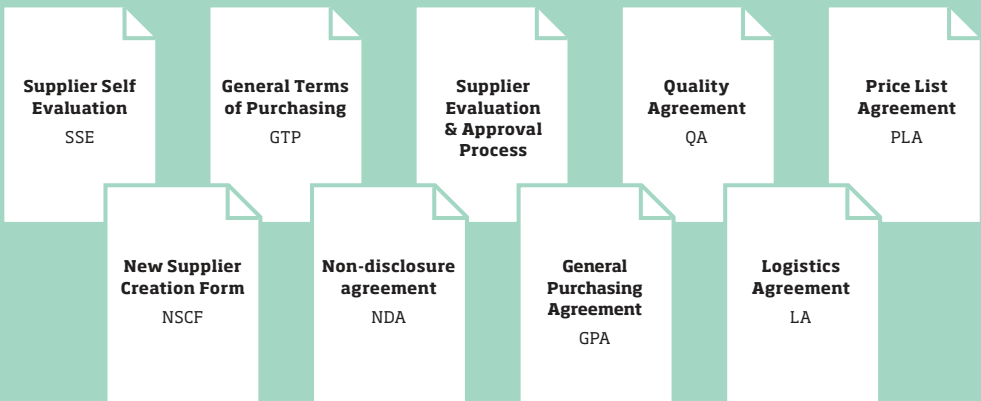 Supplier Self
Evaluation
SSE
General Terms
of Purchasing
GTP
Supplier
Evaluation
& Approval
Process
Quality
Agreement
QA
Price List
Agreement
PLA
New Supplier
Creation Form
NSCF
Non-disclosure
agreement
NDA
General
Purchasing
Agreement
GPA
Logistics
Agreement
LA